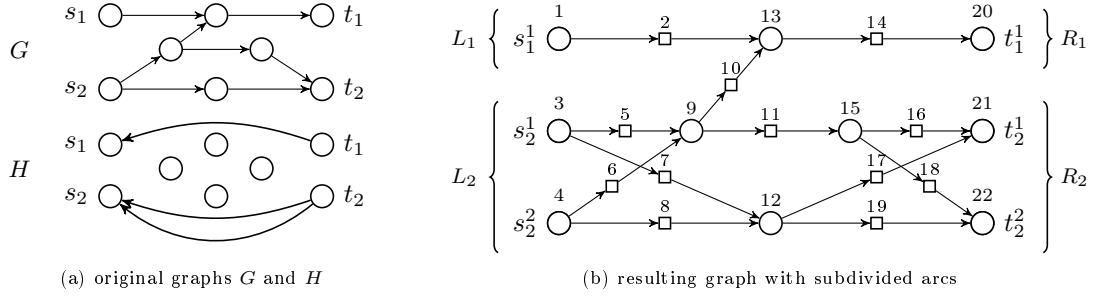 s₁ t₁
G
s₂ t₂
s₁ t₁
H
s₂ t₂
(a) original graphs G and H
1 2 13 14 20
L₁ s₁¹ t₁¹ R₁
10
3 5 9 11 15 16 21
s₂¹ t₂¹
7 17
L₂ 6 18 R₂
4 8 12 19 22
s₂² t₂²
(b) resulting graph with subdivided arcs